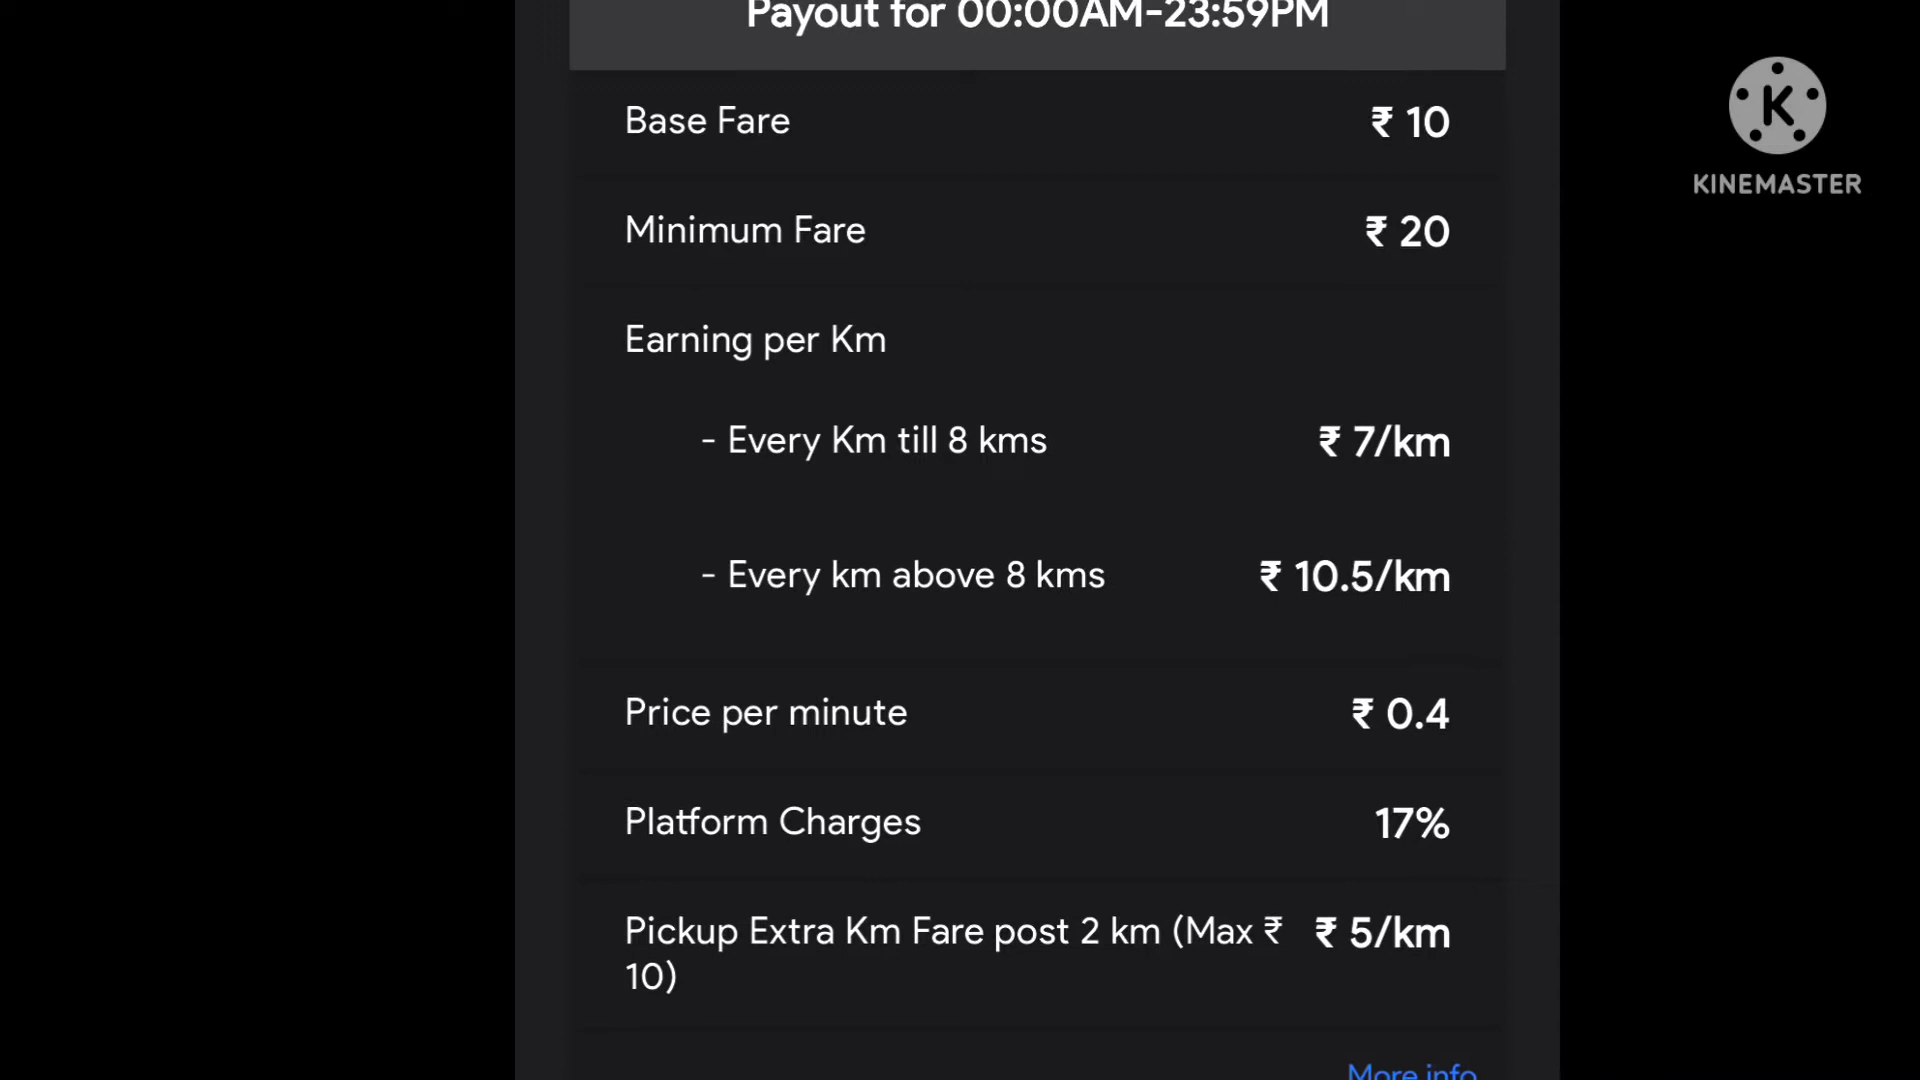 Payout for 00:00AM-23:59PM
Base Fare ₹ 10
Minimum Fare ₹ 20
Earning per Km
- Every Km till 8 kms ₹ 7/km
- Every km above 8 kms ₹ 10.5/km
Price per minute ₹ 0.4
Platform Charges 17%
Pickup Extra Km Fare post 2 km (Max ₹ ₹ 5/km
10)
More info
K
KINEMASTER